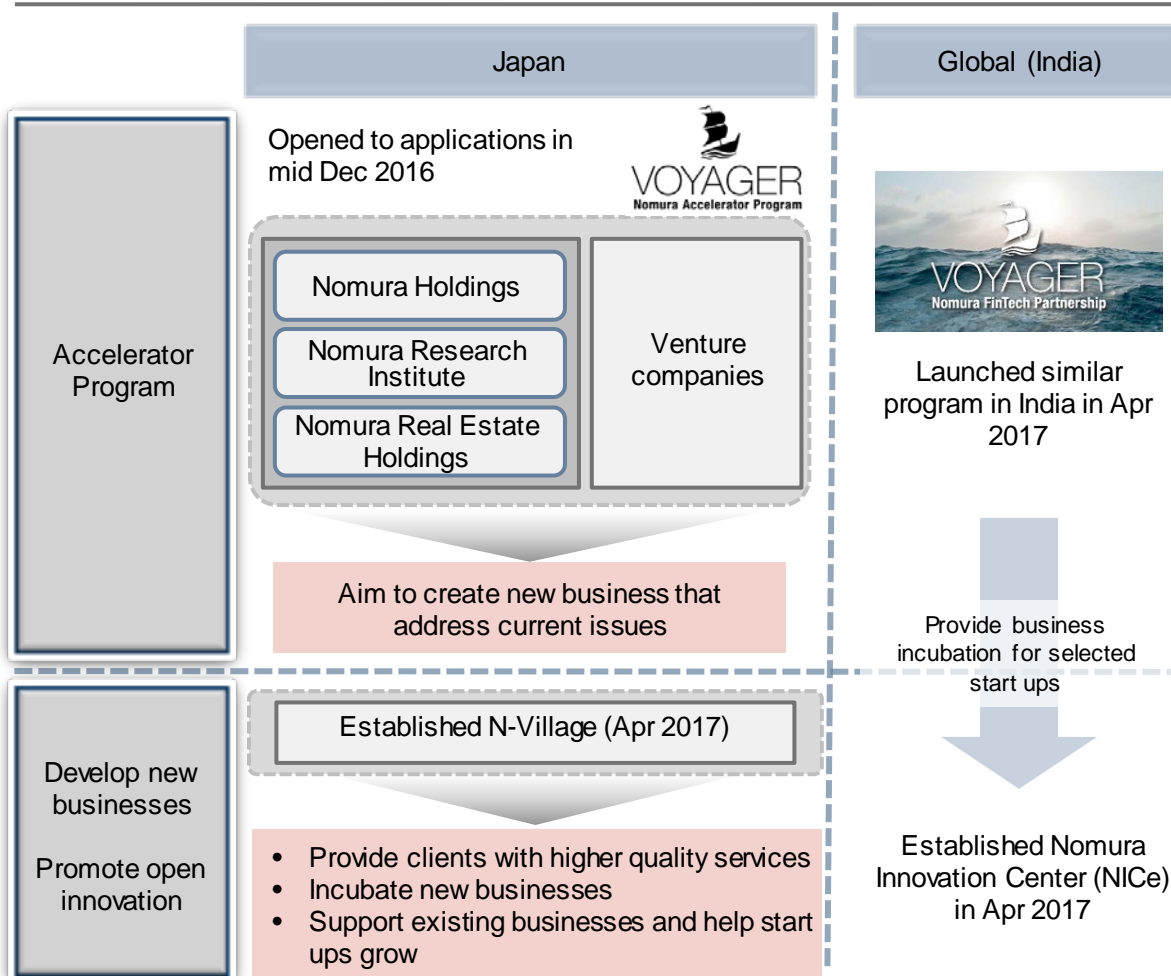 Japan
Global (India)
Accelerator
Program
Opened to applications in
mid Dec 2016
VOYAGER
Nomura Accelerator Program
Nomura Holdings
Nomura Research
Institute
Nomura Real Estate
Holdings
Venture
companies
Aim to create new business that
address current issues
VOYAGER
Nomura FinTech Partnership
Launched similar
program in India in Apr
2017
Provide business
incubation for selected
start ups
Develop new
businesses
Promote open
innovation
Established N-Village (Apr 2017)
• Provide clients with higher quality services
• Incubate new businesses
• Support existing businesses and help start
ups grow
Established Nomura
Innovation Center (NICe)
in Apr 2017